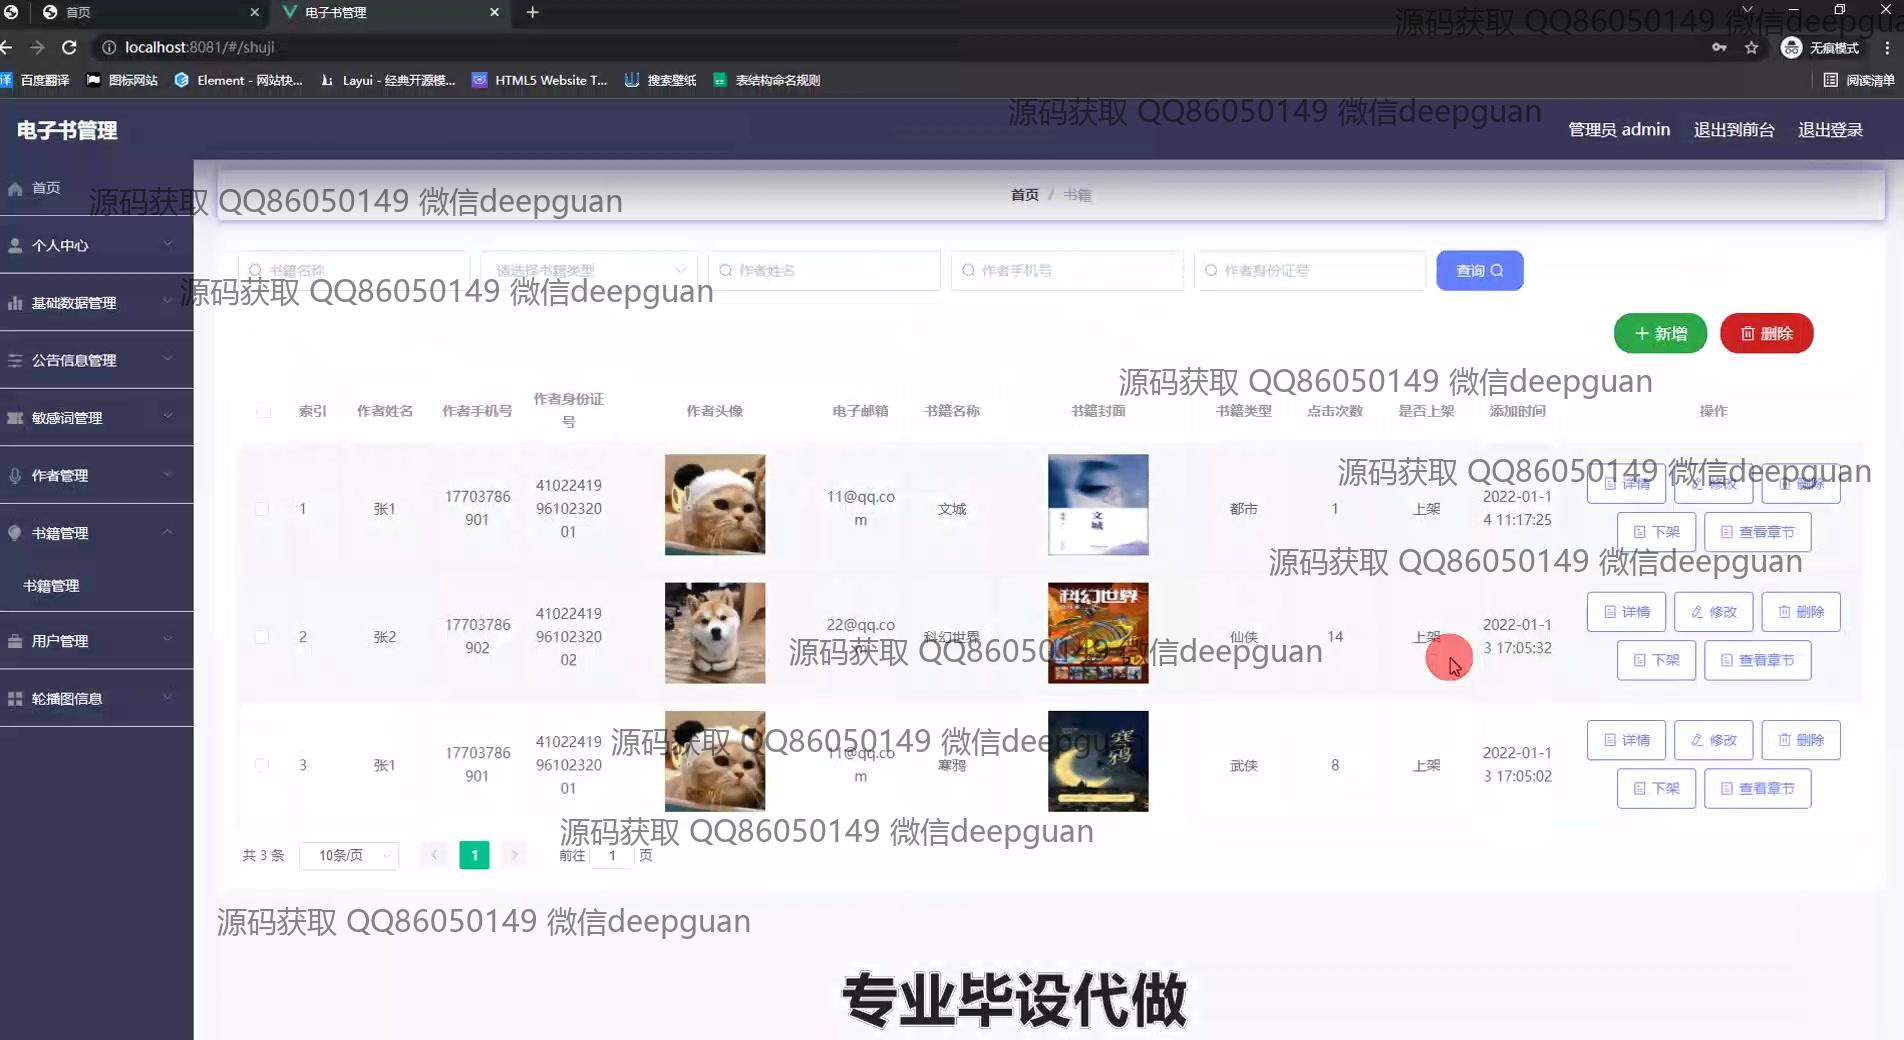 首页
电子书管理
localhost:8081/#/shuji
无痕模式
百度翻译
图标网站
Element - 网站快...
Layui - 经典开源模...
HTML5 Website T...
搜索壁纸
表结构命名规则
阅读清单
源码获取 QQ86050149 微信deepgua
源码获取 QQ86050149 微信deepguan
电子书管理
管理员 admin
退出到前台
退出登录
首页
个人中心
基础数据管理
公告信息管理
敏感词管理
作者管理
书籍管理
书籍管理
用户管理
轮播图信息
源码获取 QQ86050149 微信deepguan
首页 / 书籍
书籍名称
请选择书籍类型
作者姓名
作者手机号
作者身份证号
查询
源码获取 QQ86050149 微信deepguan
新增
删除
源码获取 QQ86050149 微信deepguan
索引 作者姓名 作者手机号 作者身份证号 作者头像 电子邮箱 书籍名称 书籍封面 书籍类型 点击次数 是否上架 添加时间 操作
源码获取 QQ86050149 微信deepguan
1 张1 17703786901 410224199610232001 11@qq.com 文城 文城 都市 1 上架 2022-01-14 11:17:25
详情 修改 删除
下架 查看章节
源码获取 QQ86050149 微信deepguan
2 张2 17703786902 410224199610232002 22@qq.co 科幻世界 科幻世界 仙侠 14 上架 2022-01-13 17:05:32
详情 修改 删除
下架 查看章节
源码获取 QQ86050149 微信deepguan
3 张1 17703786901 410224199610232001 11@qq.com 寒鸦 寒鸦 武侠 8 上架 2022-01-13 17:05:02
详情 修改 删除
下架 查看章节
源码获取 QQ86050149 微信deepguan
源码获取 QQ86050149 微信deepguan
共 3 条 10条/页 1 前往 1 页
源码获取 QQ86050149 微信deepguan
专业毕设代做